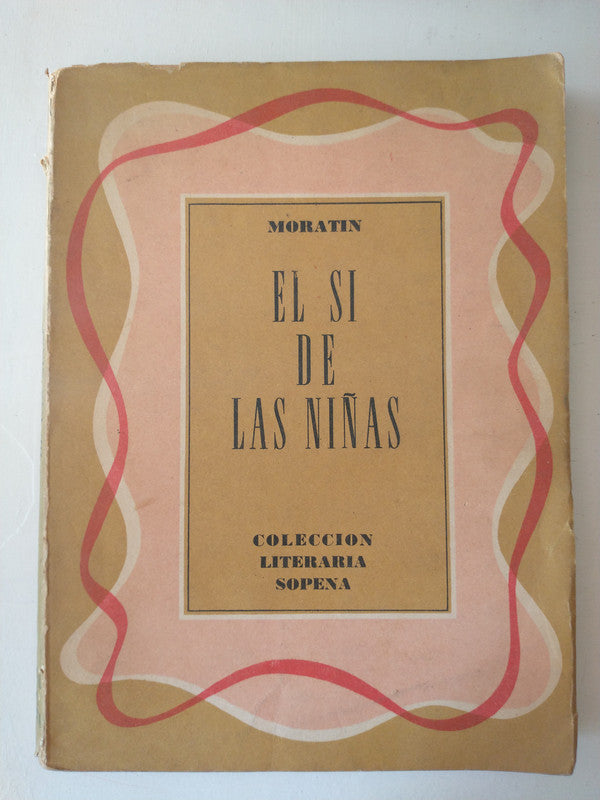 MORATIN
EL SI
DE
LAS NIÑAS
COLECCION
LITERARIA
SOPENA